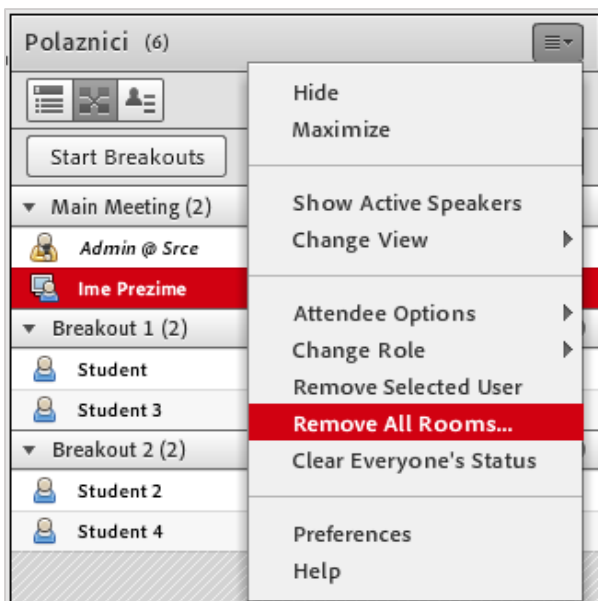 Polaznici (6)
Start Breakouts
Main Meeting (2)
Admin @ Srce
Ime Prezime
Breakout 1 (2)
Student
Student 3
Breakout 2 (2)
Student 2
Student 4
Hide
Maximize
Show Active Speakers
Change View
Attendee Options
Change Role
Remove Selected User
Remove All Rooms...
Clear Everyone's Status
Preferences
Help